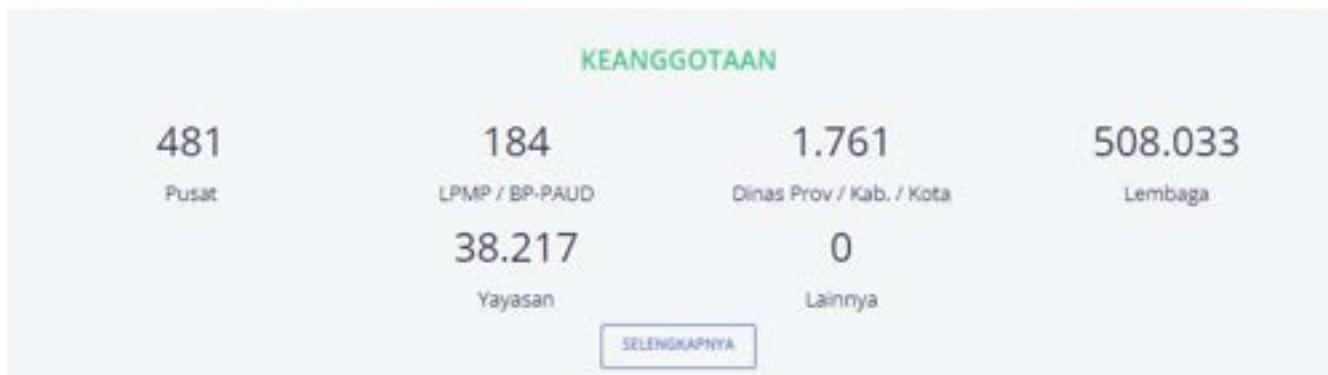 KEANGGOTAAN
481 184 1.761 508.033
Pusat LPMP / BP-PAUD Dinas Prov / Kab. / Kota Lembaga
38.217 0
Yayasan Lainnya
SELENGKAPNYA